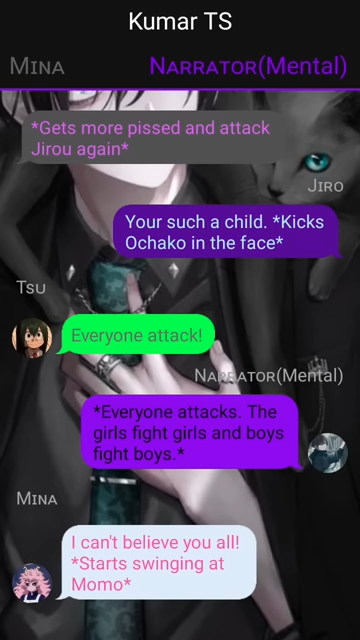 Kumar TS
Mina Narrator(Mental)
*Gets more pissed and attack
Jirou again*
Jiro
Your such a child. *Kicks
Ochako in the face*
Tsu
Everyone attack!
Narrator(Mental)
*Everyone attacks. The
girls fight girls and boys
fight boys.*
Mina
I can't believe you all!
*Starts swinging at
Momo*